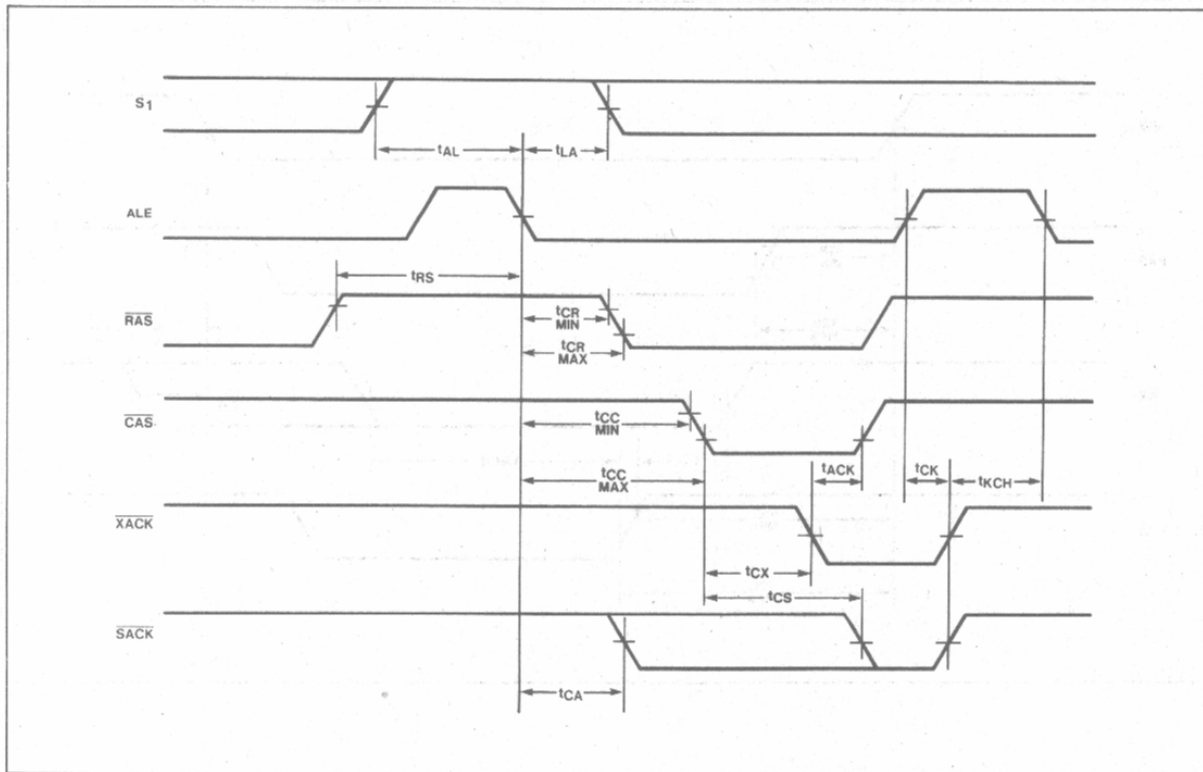 S1
tAL
tLA
ALE
tRS
RAS
tCR
MIN
tCR
MAX
CAS
tCC
MIN
tACK
tCK
tKCH
tCC
MAX
XACK
tCX
tCS
SACK
tCA